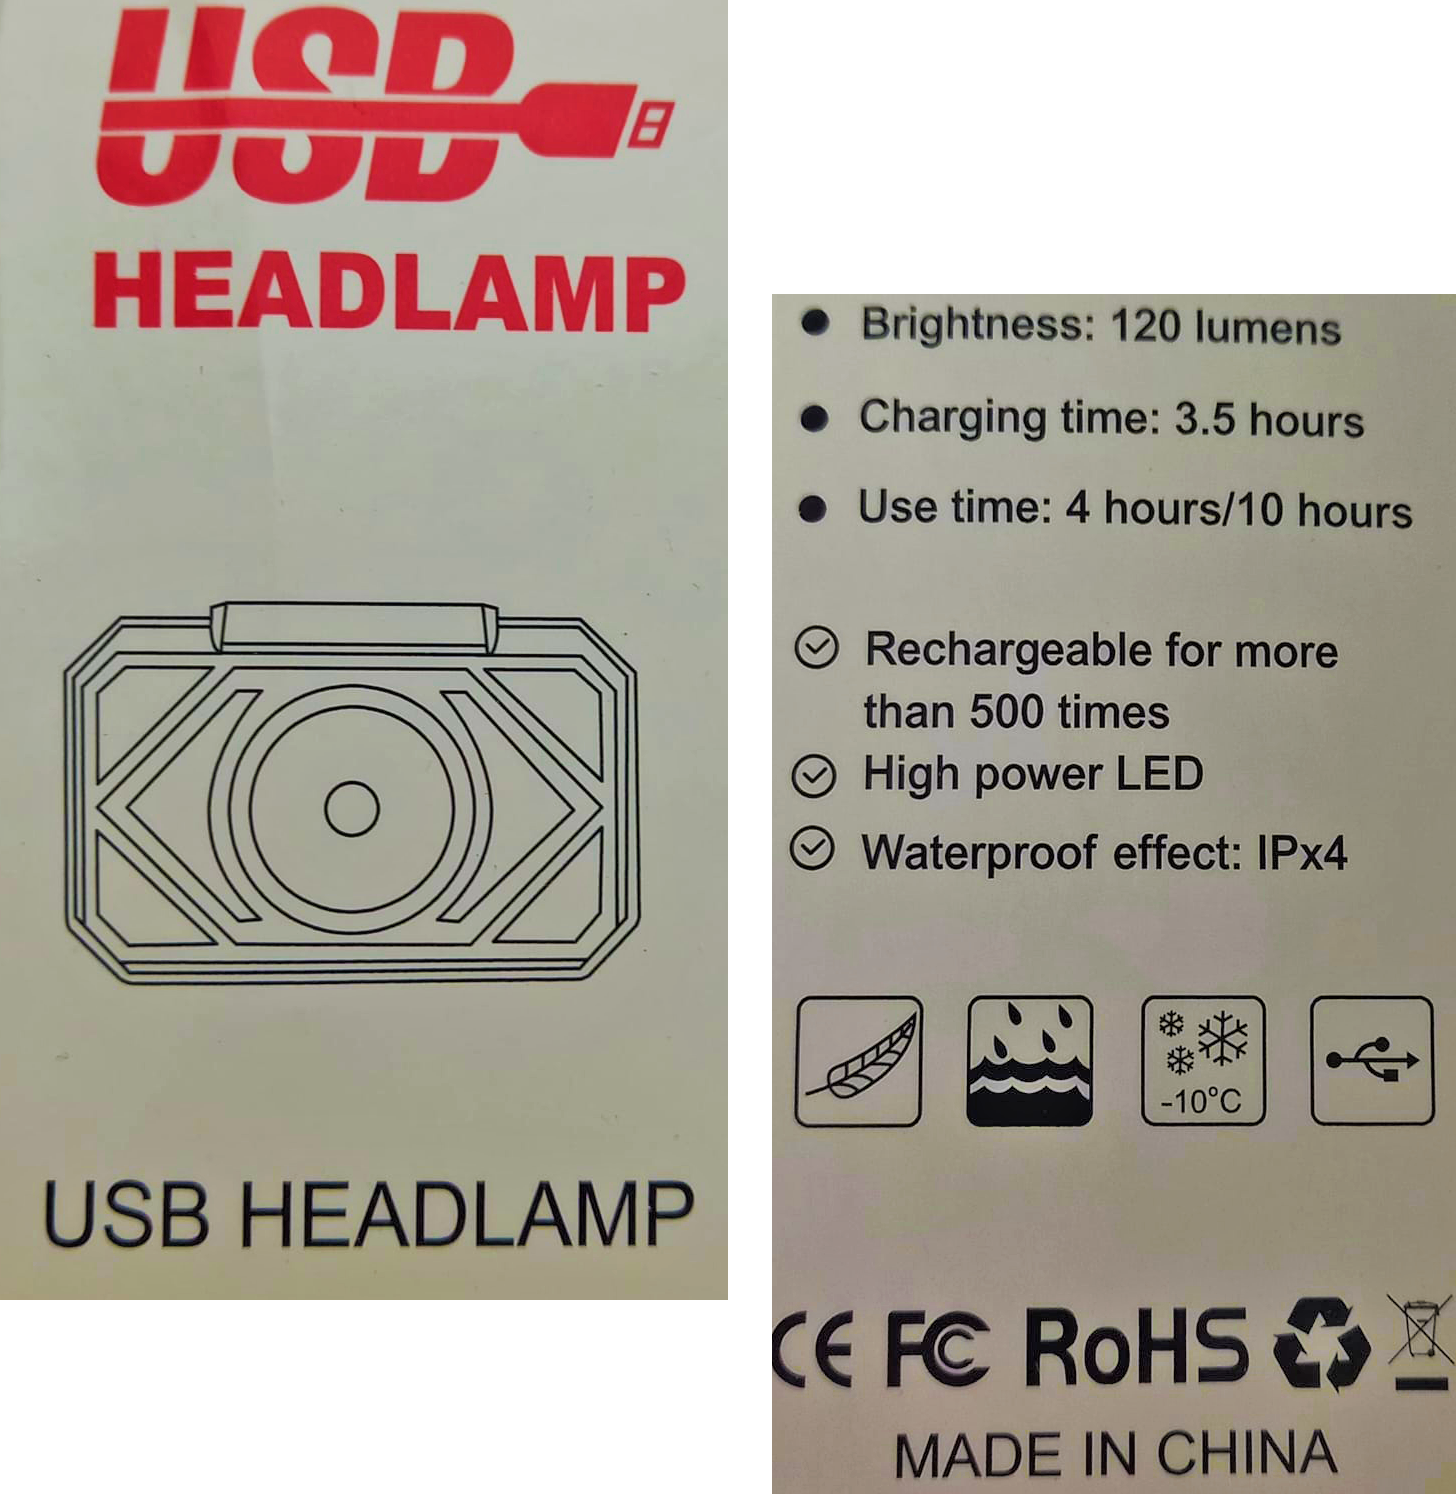 USB
HEADLAMP
USB HEADLAMP
Brightness: 120 lumens
Charging time: 3.5 hours
Use time: 4 hours/10 hours
Rechargeable for more
than 500 times
High power LED
Waterproof effect: IPx4
-10°C
CE FC RoHS
MADE IN CHINA